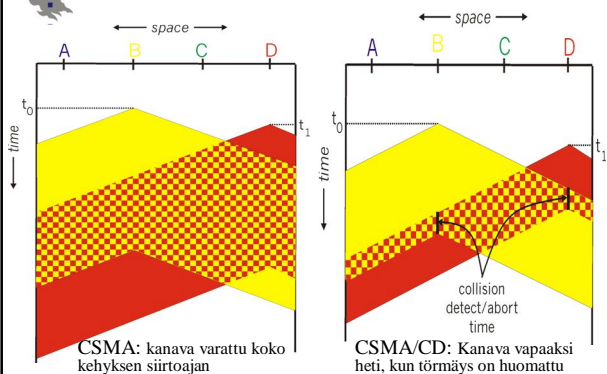 space
A B C D
t0
t1
time
CSMA: kanava varattu koko
kehyksen siirtoajan
space
A B C D
t0
t1
time
collision
detect/abort
time
CSMA/CD: Kanava vapaaksi
heti, kun törmäys on huomattu